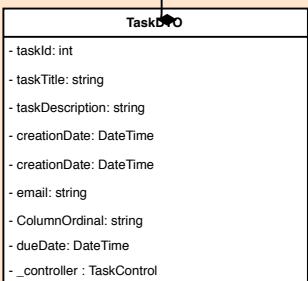 TaskDTO
- taskId: int
- taskTitle: string
- taskDescription: string
- creationDate: DateTime
- creationDate: DateTime
- email: string
- ColumnOrdinal: string
- dueDate: DateTime
- _controller : TaskControl